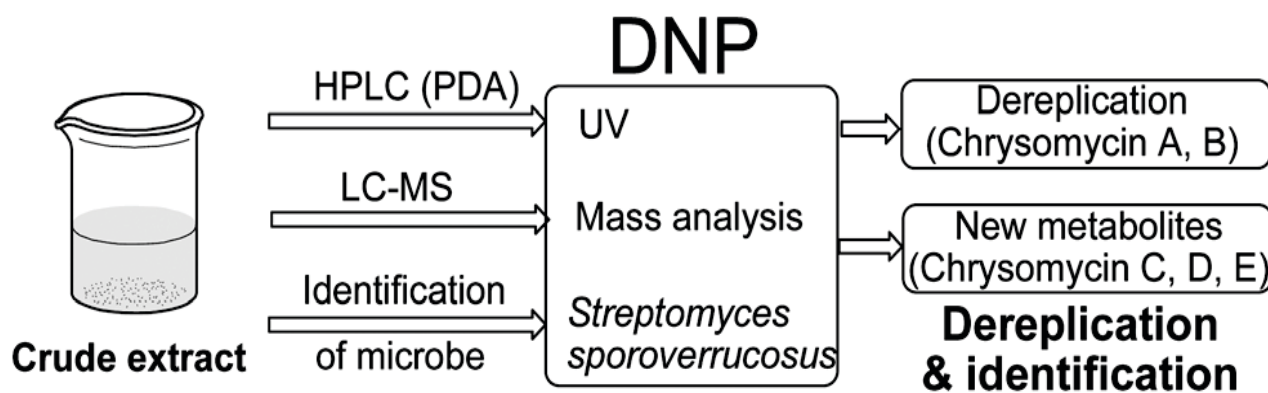 DNP
HPLC (PDA)
LC-MS
Identification
of microbe
Crude extract
UV
Mass analysis
Streptomyces
sporoverrucosus
Dereplication
(Chrysomycin A, B)
New metabolites
(Chrysomycin C, D, E)
Dereplication
& identification